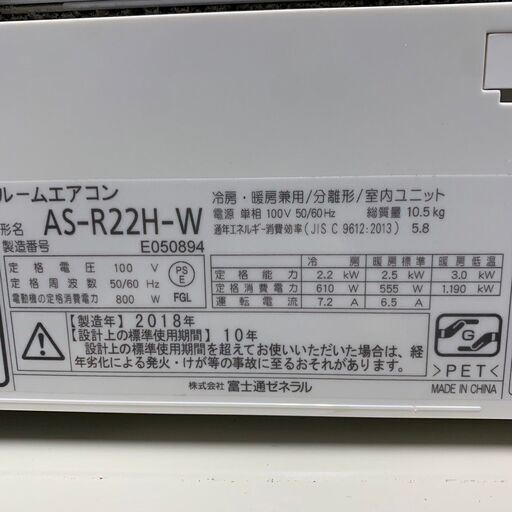 ルームエアコン
形名 AS-R22H-W
製造番号 E050894
冷房・暖房兼用/分離形/室内ユニット
電源 単相 100V 50/60Hz 総質量 10.5kg
通年エネルギー消費効率(JIS C 9612:2013) 5.8
定格電圧 100 V
定格周波数 50/60 Hz
電動機の定格消費電力 800 W
PS
E
FGL
冷房 暖房標準 暖房低温
定格能力 2.2 kW 2.5 kW 3.0 kW
定格消費電力 610 W 555 W 1,190 kW
運転電流 7.2 A 6.5 A
【製造年】2018年
【設計上の標準使用期間】10年
設計上の標準使用期間を超えてお使いいただいた場合は、経
年劣化による発火・けが等の事故に至るおそれがあります。
株式会社 富士通ゼネラル
G
>PET<
MADE IN CHINA